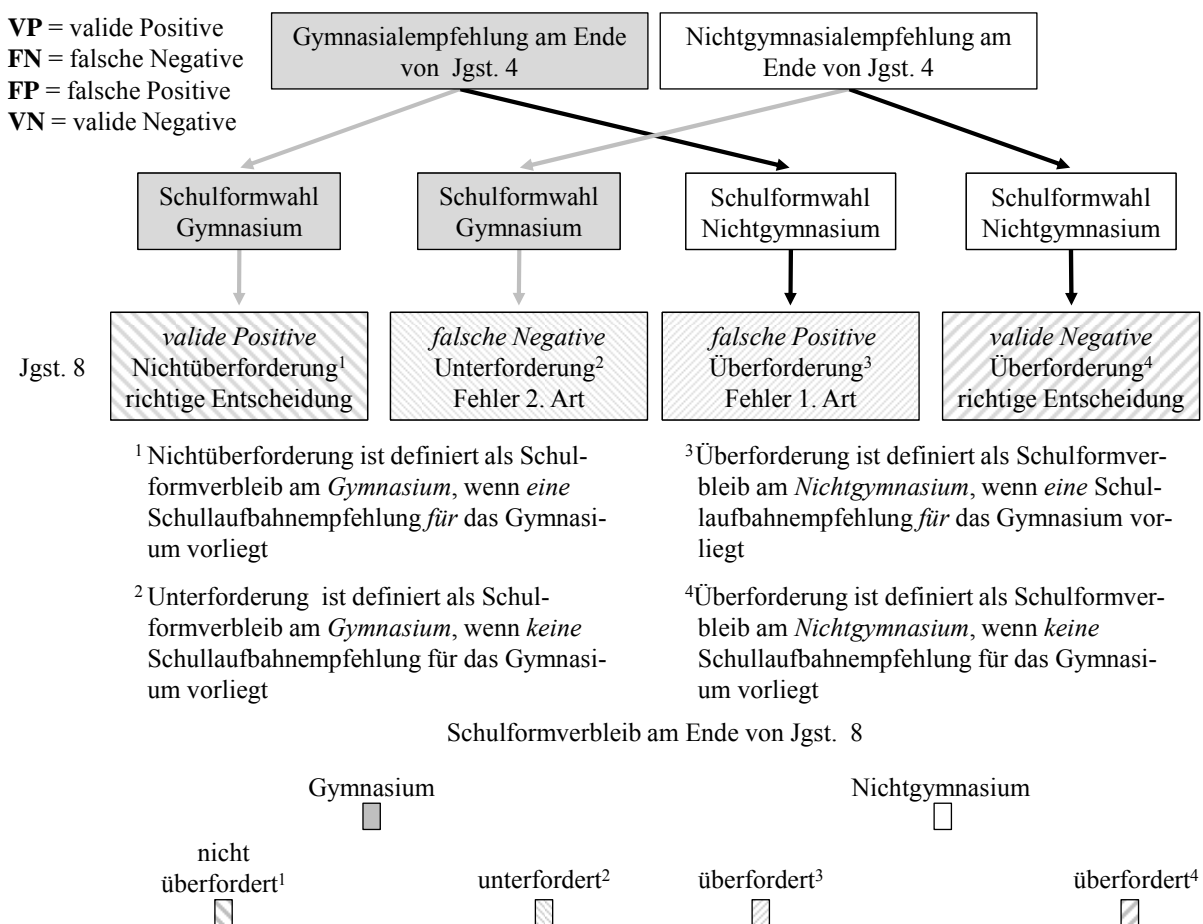 VP = valide Positive
FN = falsche Negative
FP = falsche Positive
VN = valide Negative
Gymnasialempfehlung am Ende
von Jgst. 4
Nichtgymnasialempfehlung am
Ende von Jgst. 4
Schulformwahl
Gymnasium
Schulformwahl
Gymnasium
Schulformwahl
Nichtgymnasium
Schulformwahl
Nichtgymnasium
Jgst. 8
valide Positive
Nichtüberforderung¹
richtige Entscheidung
falsche Negative
Unterforderung²
Fehler 2. Art
falsche Positive
Überforderung³
Fehler 1. Art
valide Negative
Überforderung⁴
richtige Entscheidung
¹ Nichtüberforderung ist definiert als Schul-
formverbleib am Gymnasium, wenn eine
Schullaufbahnempfehlung für das Gymnasi-
um vorliegt
² Unterforderung ist definiert als Schul-
formverbleib am Gymnasium, wenn keine
Schullaufbahnempfehlung für das Gymnasi-
um vorliegt
³Überforderung ist definiert als Schulformver-
bleib am Nichtgymnasium, wenn eine Schul-
laufbahnempfehlung für das Gymnasium vor-
liegt
⁴Überforderung ist definiert als Schulformver-
bleib am Nichtgymnasium, wenn keine
Schullaufbahnempfehlung für das Gymnasi-
um vorliegt
Schulformverbleib am Ende von Jgst. 8
Gymnasium
Nichtgymnasium
nicht
überfordert¹
unterfordert²
überfordert³
überfordert⁴